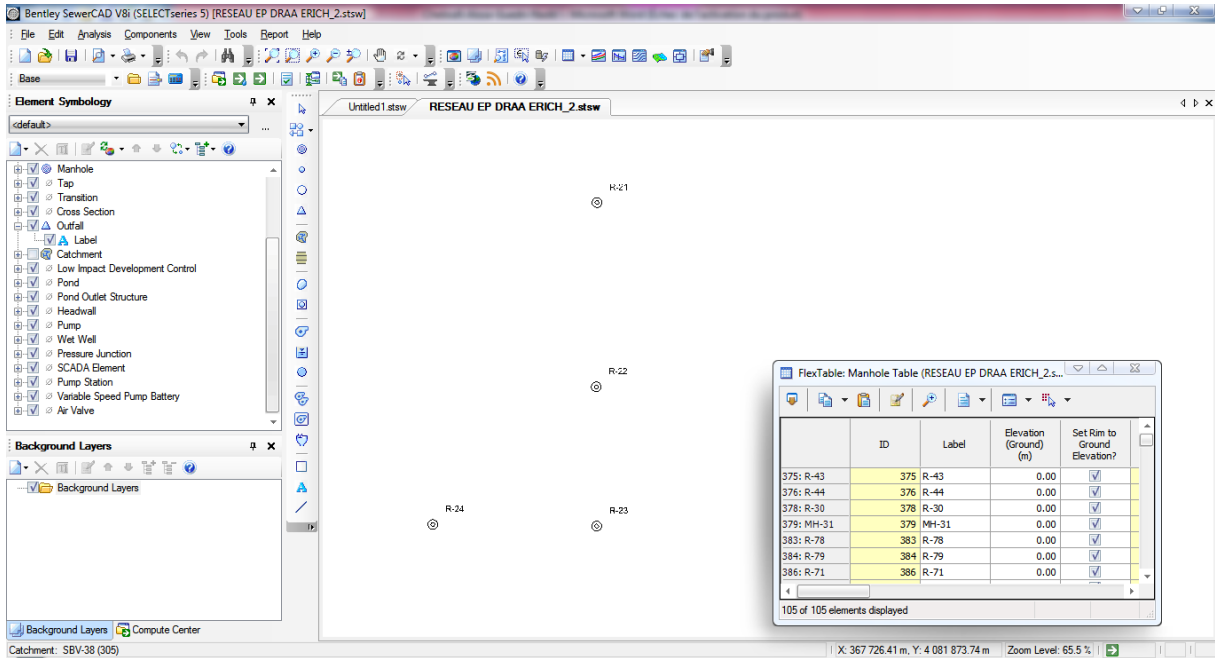 Bentley SewerCAD V8i (SELECTseries 5) [RESEAU EP DRAA ERICH_2.stsw]
File Edit Analysis Components View Tools Report Help
Base
Element Symbology
<default>
...
Manhole
Tap
Transition
Cross Section
Outfall
A Label
Catchment
Low Impact Development Control
Pond
Pond Outlet Structure
Headwall
Pump
Wet Well
Pressure Junction
SCADA Element
Pump Station
Variable Speed Pump Battery
Air Valve
Background Layers
Background Layers
Background Layers Compute Center
Untitled1.stsw RESEAU EP DRAA ERICH_2.stsw
R-21
R-22
R-24
R-23
FlexTable: Manhole Table (RESEAU EP DRAA ERICH_2.s...
ID Label Elevation (Ground) (m) Set Rim to Ground Elevation?
375: R-43 375 R-43 0.00
376: R-44 376 R-44 0.00
378: R-30 378 R-30 0.00
379: MH-31 379 MH-31 0.00
383: R-78 383 R-78 0.00
384: R-79 384 R-79 0.00
386: R-71 386 R-71 0.00
105 of 105 elements displayed
Catchment: SBV-38 (305) X: 367 726.41 m, Y: 4 081 873.74 m Zoom Level: 65.5 %